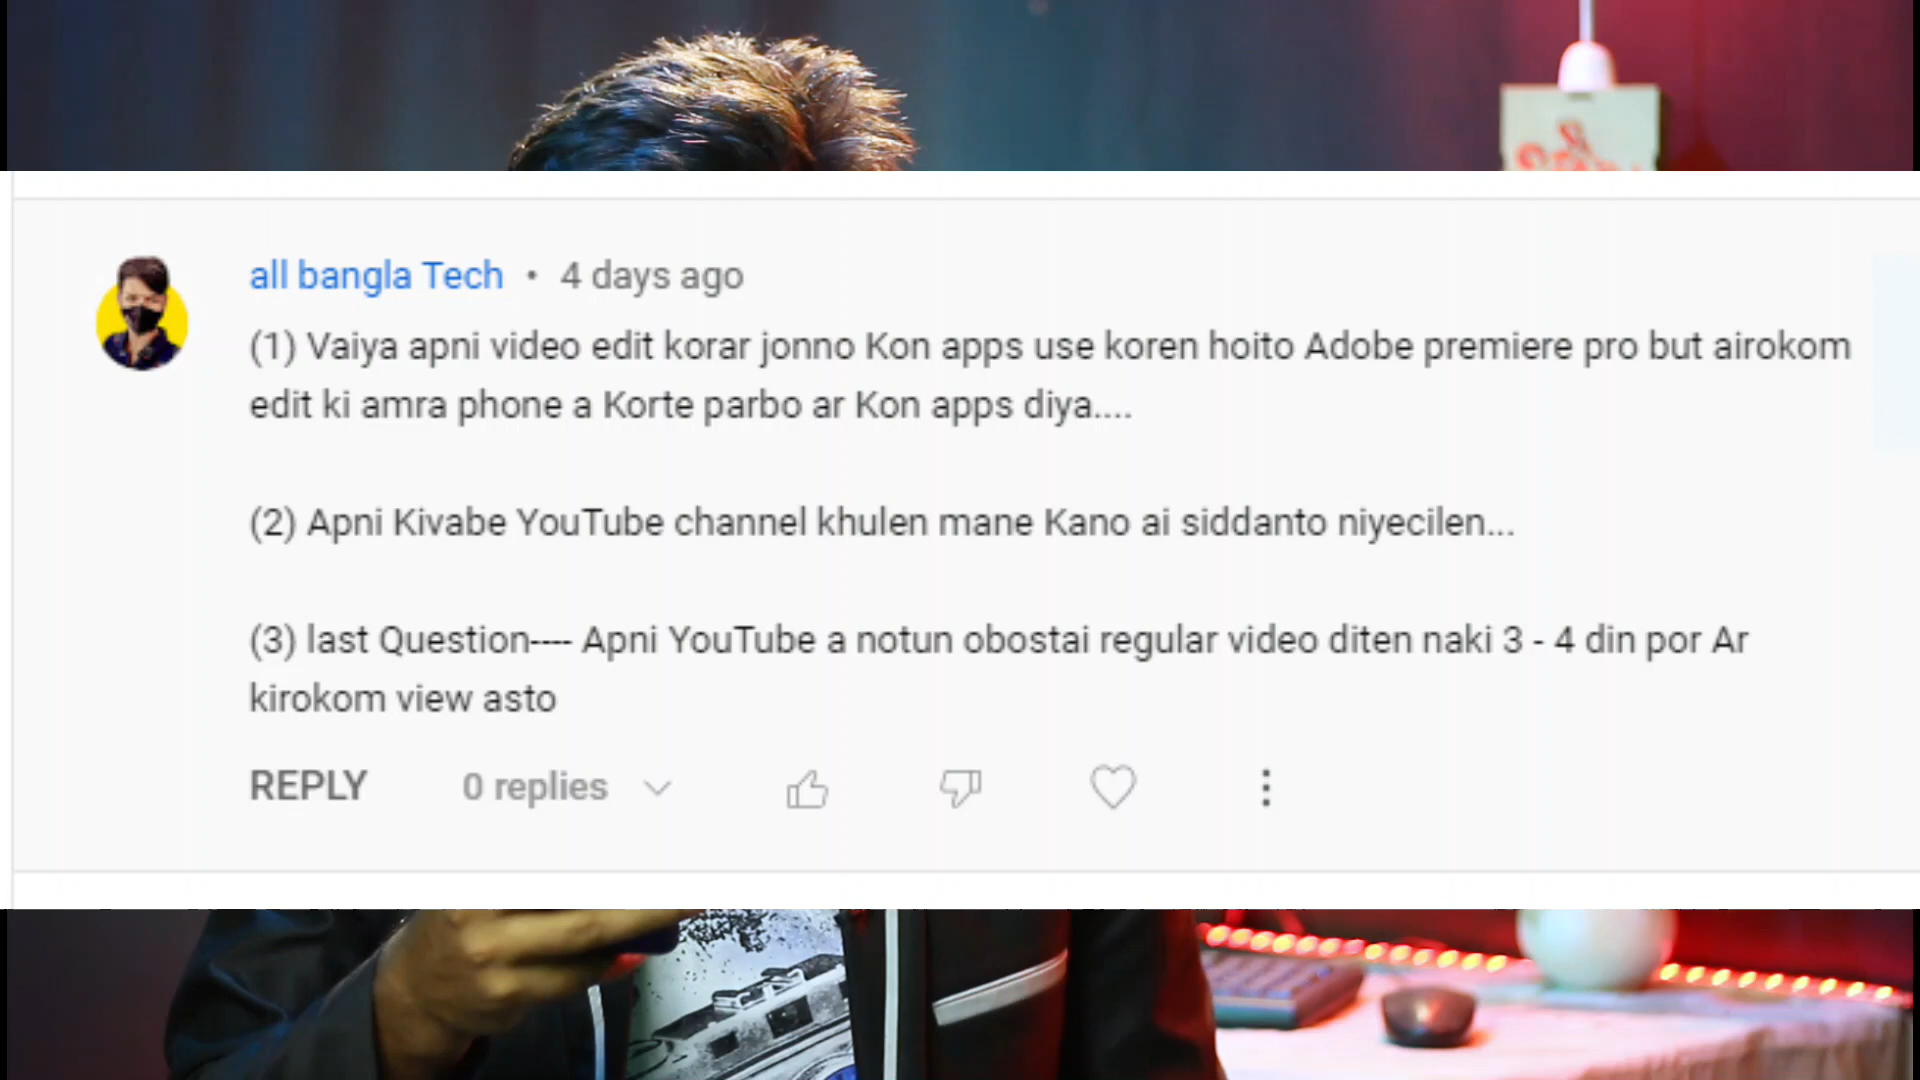 all bangla Tech • 4 days ago
(1) Vaiya apni video edit korar jonno Kon apps use koren hoito Adobe premiere pro but airokom
edit ki amra phone a Korte parbo ar Kon apps diya....
(2) Apni Kivabe YouTube channel khulen mane Kano ai siddanto niyecilen...
(3) last Question---- Apni YouTube a notun obostai regular video diten naki 3 - 4 din por Ar
kirokom view asto
REPLY 0 replies